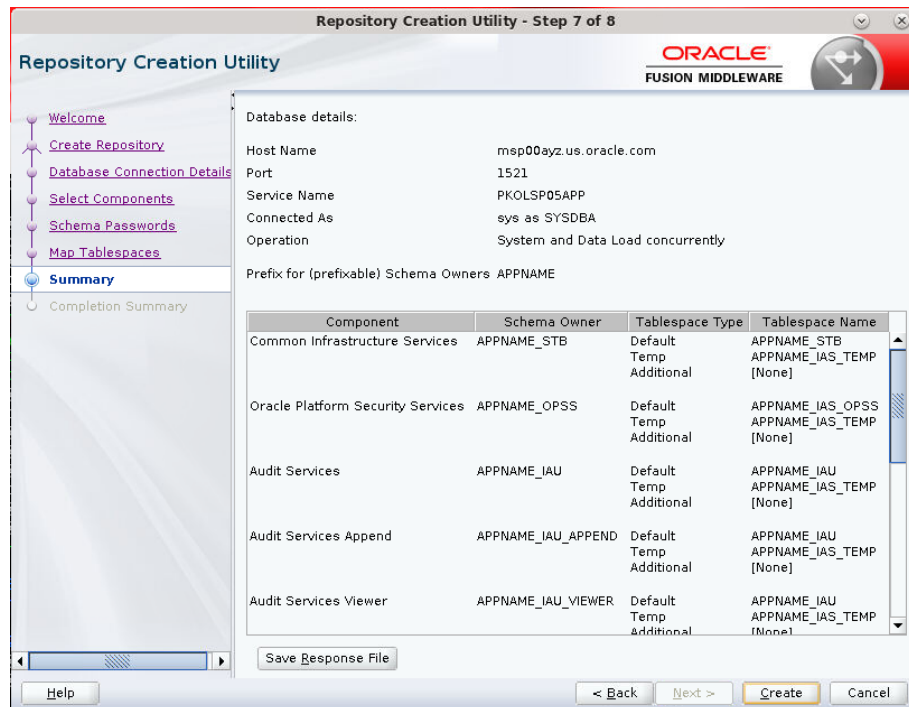 Repository Creation Utility - Step 7 of 8
Repository Creation Utility
ORACLE
FUSION MIDDLEWARE
Welcome
Create Repository
Database Connection Details
Select Components
Schema Passwords
Map Tablespaces
Summary
Completion Summary
Database details:
Host Name msp00ayz.us.oracle.com
Port 1521
Service Name PKOLSP05APP
Connected As sys as SYSDBA
Operation System and Data Load concurrently
Prefix for (prefixable) Schema Owners APPNAME
Component Schema Owner Tablespace Type Tablespace Name
Common Infrastructure Services APPNAME_STB Default APPNAME_STB
Temp APPNAME_IAS_TEMP
Additional [None]
Oracle Platform Security Services APPNAME_OPSS Default APPNAME_IAS_OPSS
Temp APPNAME_IAS_TEMP
Additional [None]
Audit Services APPNAME_IAU Default APPNAME_IAU
Temp APPNAME_IAS_TEMP
Additional [None]
Audit Services Append APPNAME_IAU_APPEND Default APPNAME_IAU
Temp APPNAME_IAS_TEMP
Additional [None]
Audit Services Viewer APPNAME_IAU_VIEWER Default APPNAME_IAU
Temp APPNAME_IAS_TEMP
Additional [None]
Save Response File
Help < Back Next > Create Cancel